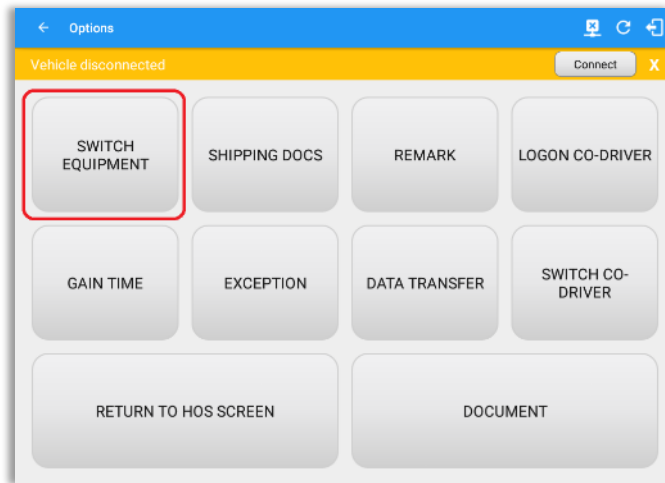 Options
Vehicle disconnected
Connect
X
SWITCH
EQUIPMENT
SHIPPING DOCS
REMARK
LOGON CO-DRIVER
GAIN TIME
EXCEPTION
DATA TRANSFER
SWITCH CO-
DRIVER
RETURN TO HOS SCREEN
DOCUMENT